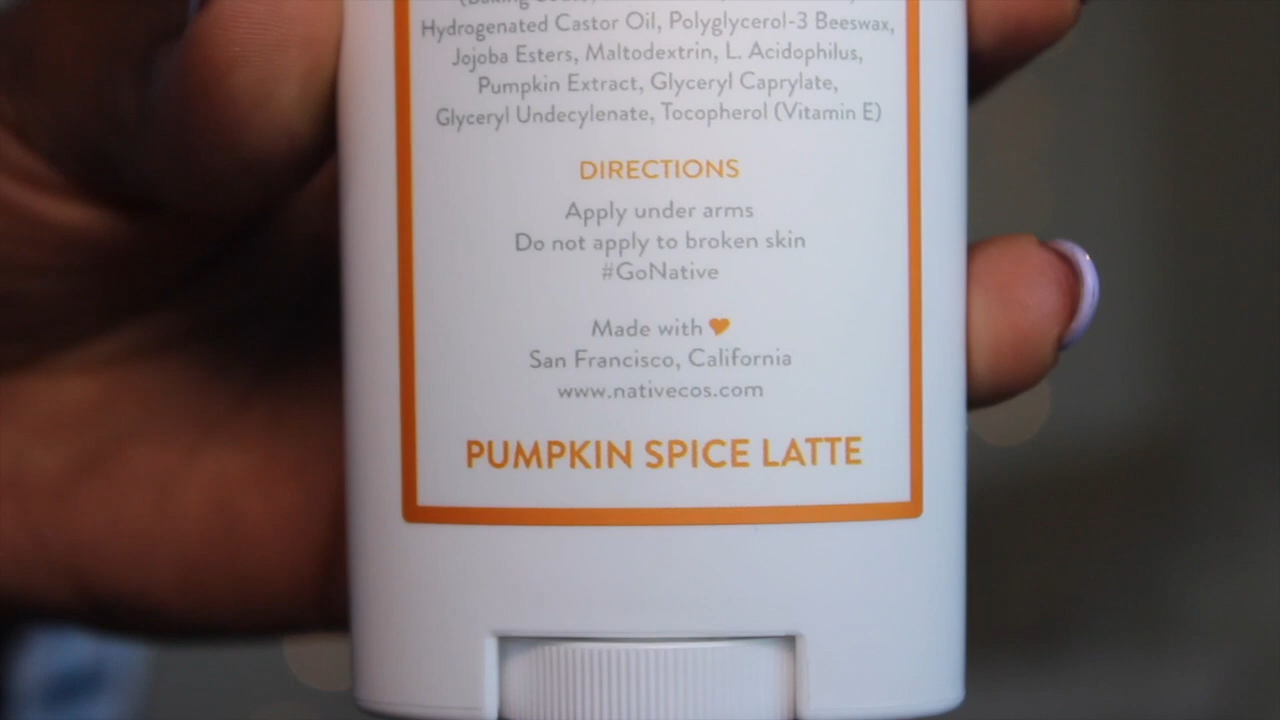 (Baking Soda),
Hydrogenated Castor Oil, Polyglycerol-3 Beeswax,
Jojoba Esters, Maltodextrin, L. Acidophilus,
Pumpkin Extract, Glyceryl Caprylate,
Glyceryl Undecylenate, Tocopherol (Vitamin E)
DIRECTIONS
Apply under arms
Do not apply to broken skin
#GoNative
Made with
San Francisco, California
www.nativecos.com
PUMPKIN SPICE LATTE